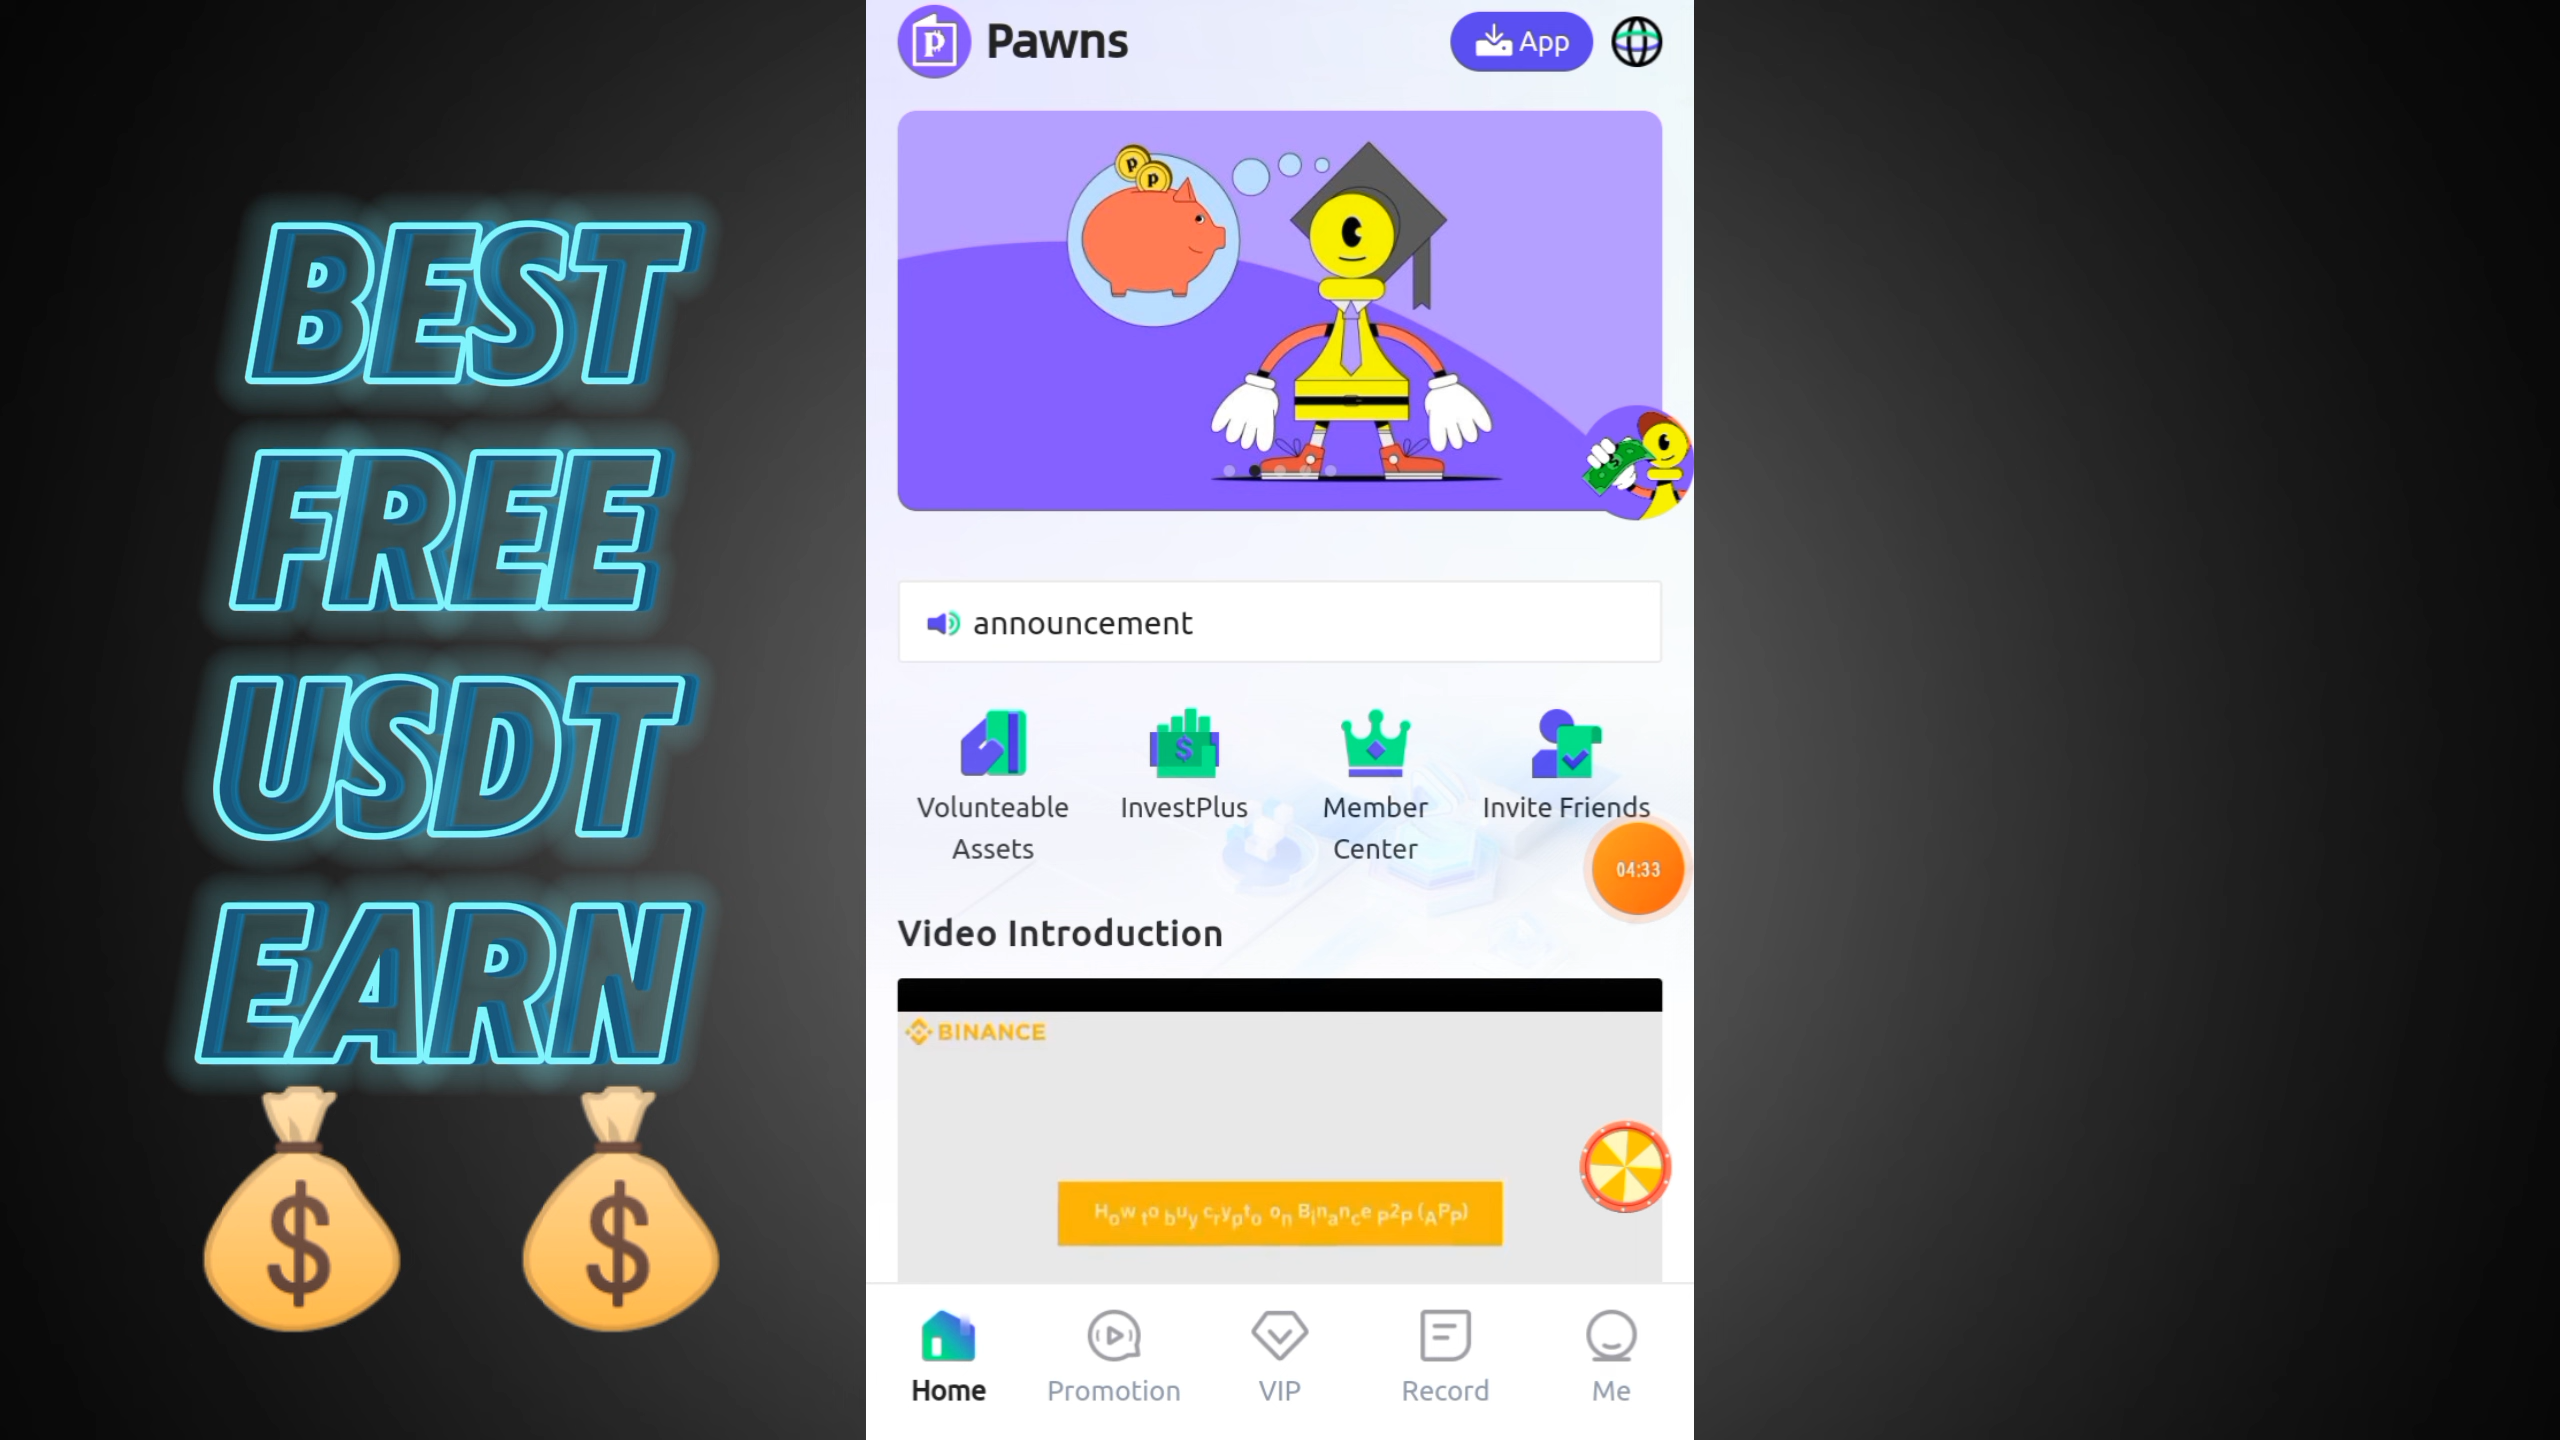 BEST
FREE
USDT
EARN
$ $
Pawns
App
announcement
Volunteable Assets
InvestPlus
Member Center
Invite Friends
04:33
Video Introduction
BINANCE
How to buy crypto on Binance p2p (APP)
Home
Promotion
VIP
Record
Me